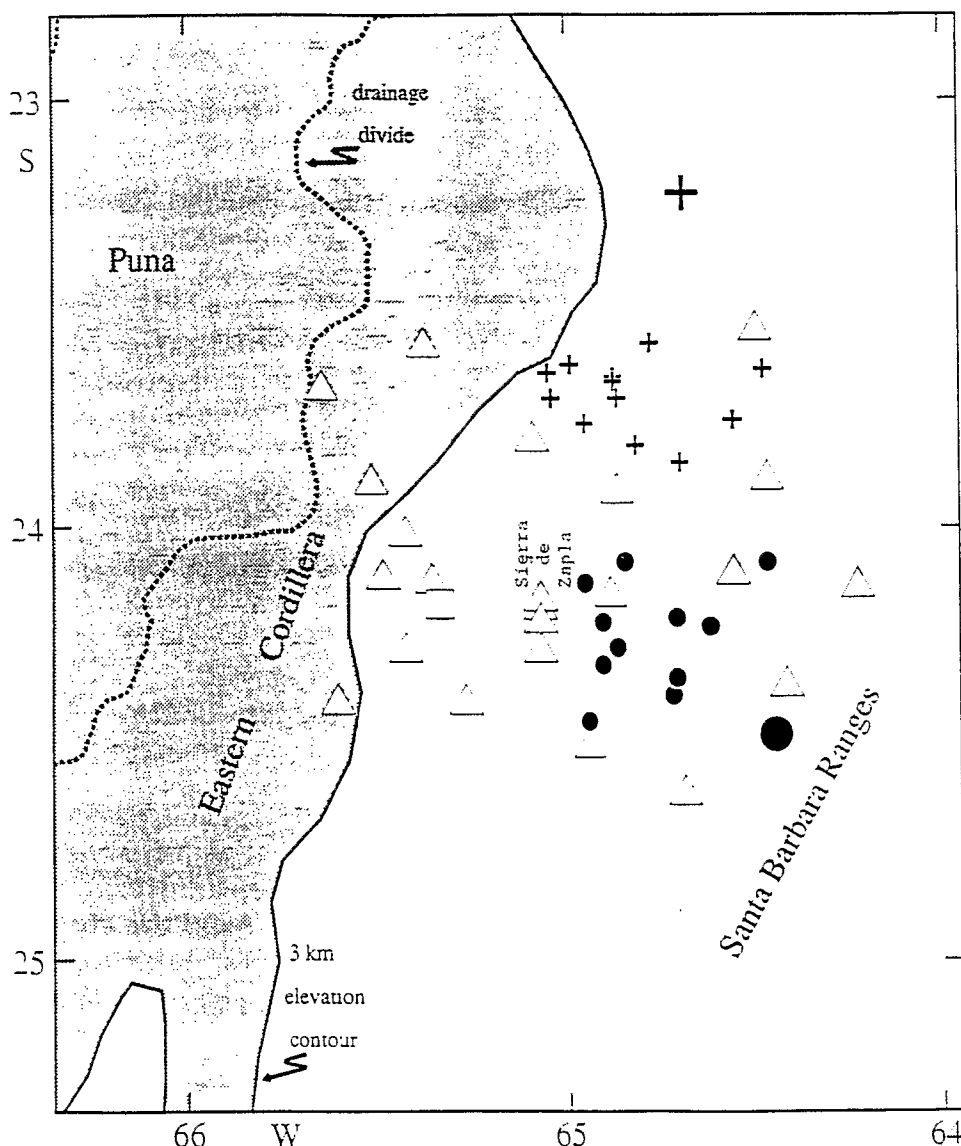 23
S
drainage
divide
Puna
24
Sierra
de
Zapla
Eastern Cordillera
Santa Barbara Ranges
25
3 km
elevation
contour
66
W
65
64